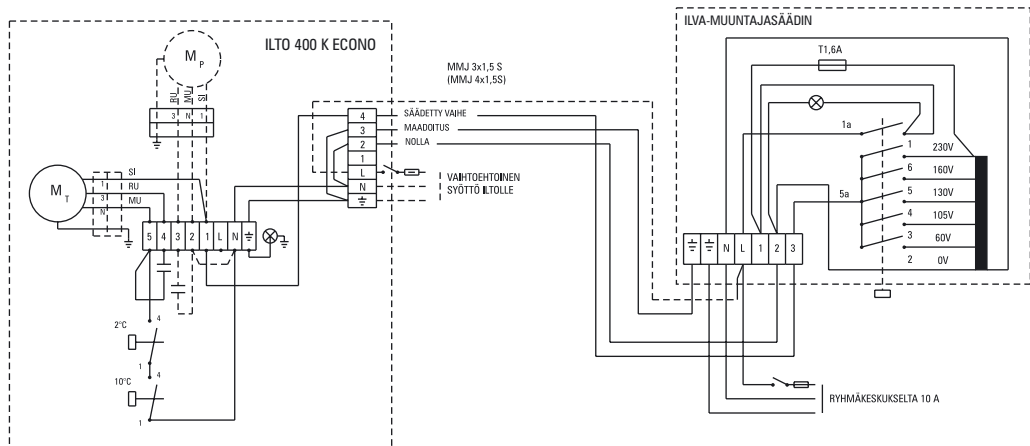 ILTO 400 K ECONO
M P
RU
MU
SI
3
N
1
M T
SI
1
RU
3
MU
N
5 4 3 2 1 L N
2°C
4
1
10°C
4
1
MMJ 3x1,5 S
(MMJ 4x1,5S)
4 SÄÄDETTY VAIHE
3 MAADOITUS
2 NOLLA
1
L
N
VAIHTOEHTOINEN
SYÖTTÖ ILTOLLE
ILVA-MUUNTAJASÄÄDIN
T1,6A
1a
1 230V
6 160V
5a
5 130V
4 105V
3 60V
2 0V
N L 1 2 3
RYHMÄKESKUKSELTA 10 A